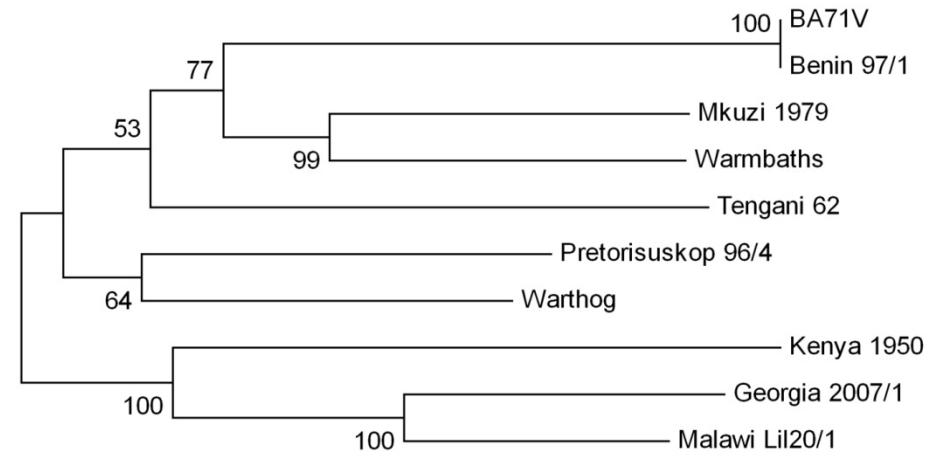 100 BA71V
77 Benin 97/1
Mkuzi 1979
53
99 Warmbaths
Tengani 62
Pretorisuskop 96/4
64 Warthog
Kenya 1950
100 Georgia 2007/1
100 Malawi Lil20/1